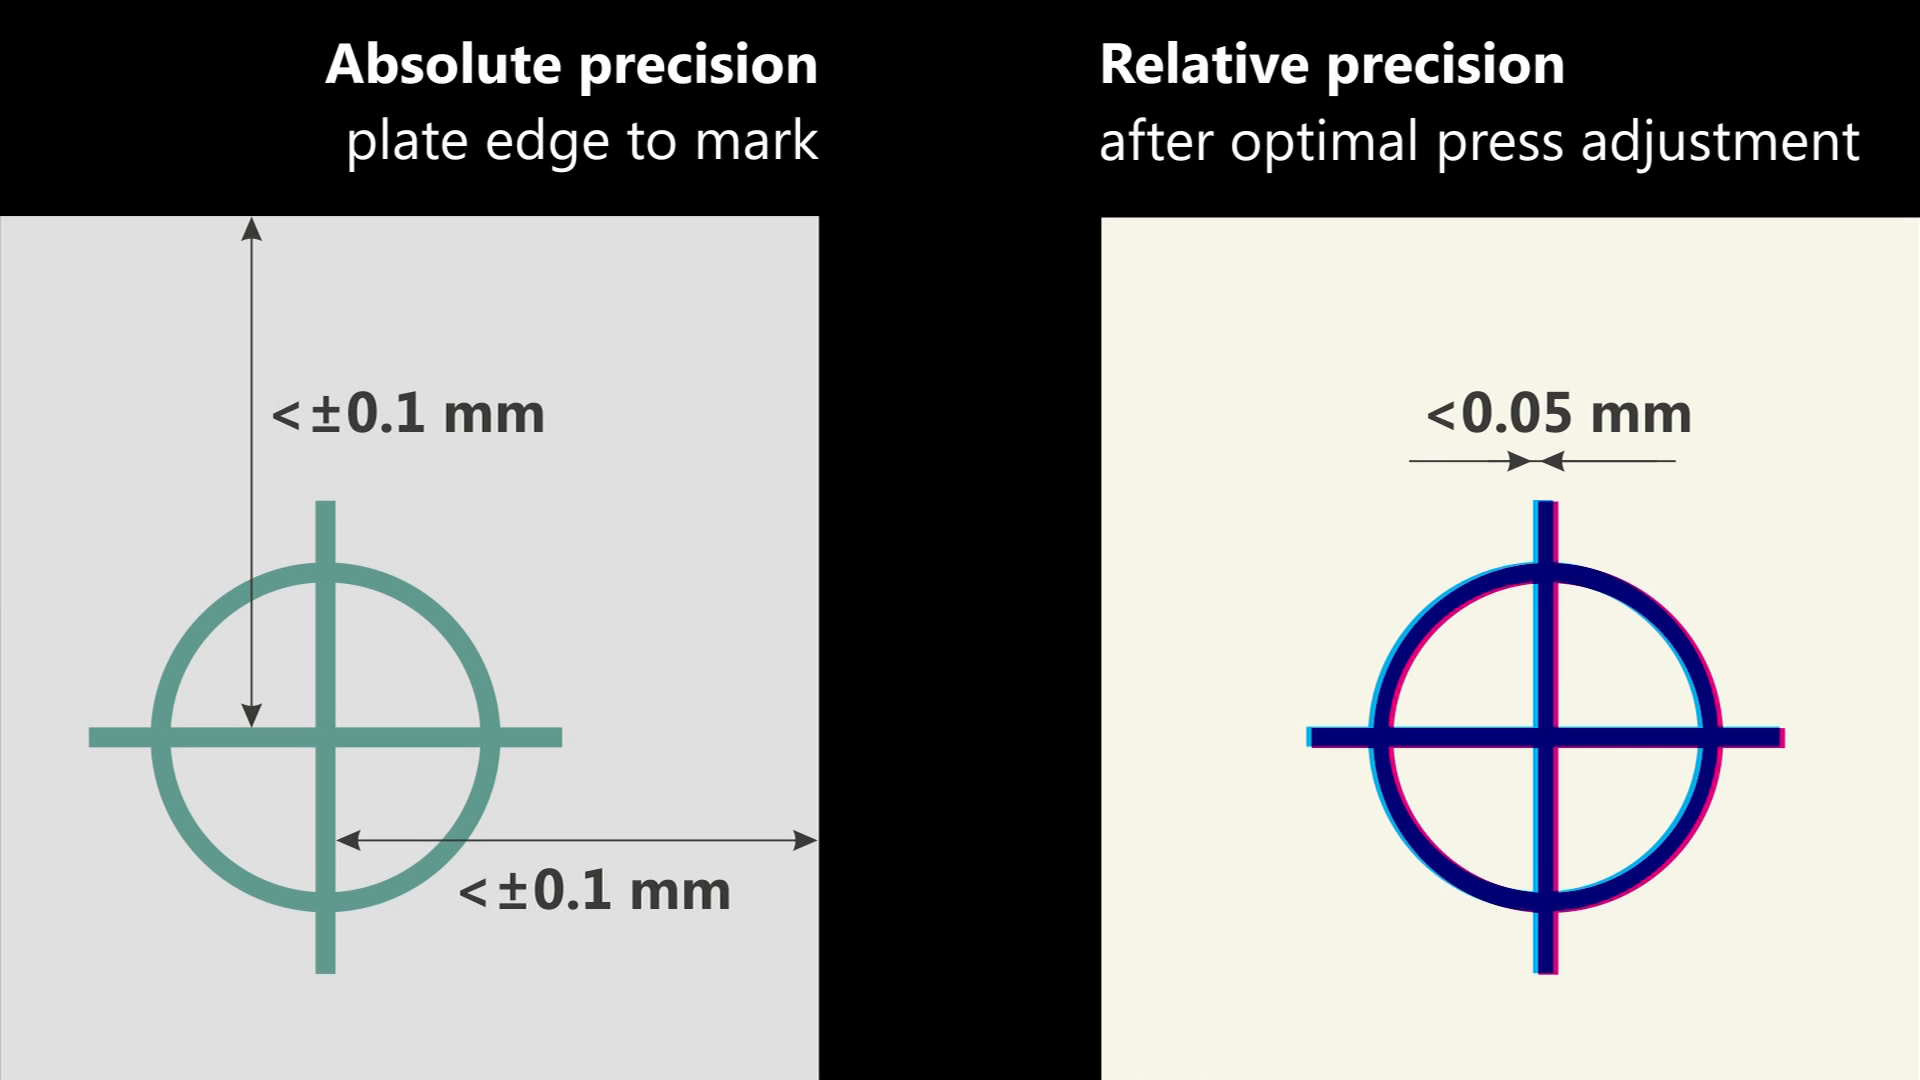 Absolute precision
plate edge to mark
<±0.1 mm
<±0.1 mm
Relative precision
after optimal press adjustment
<0.05 mm